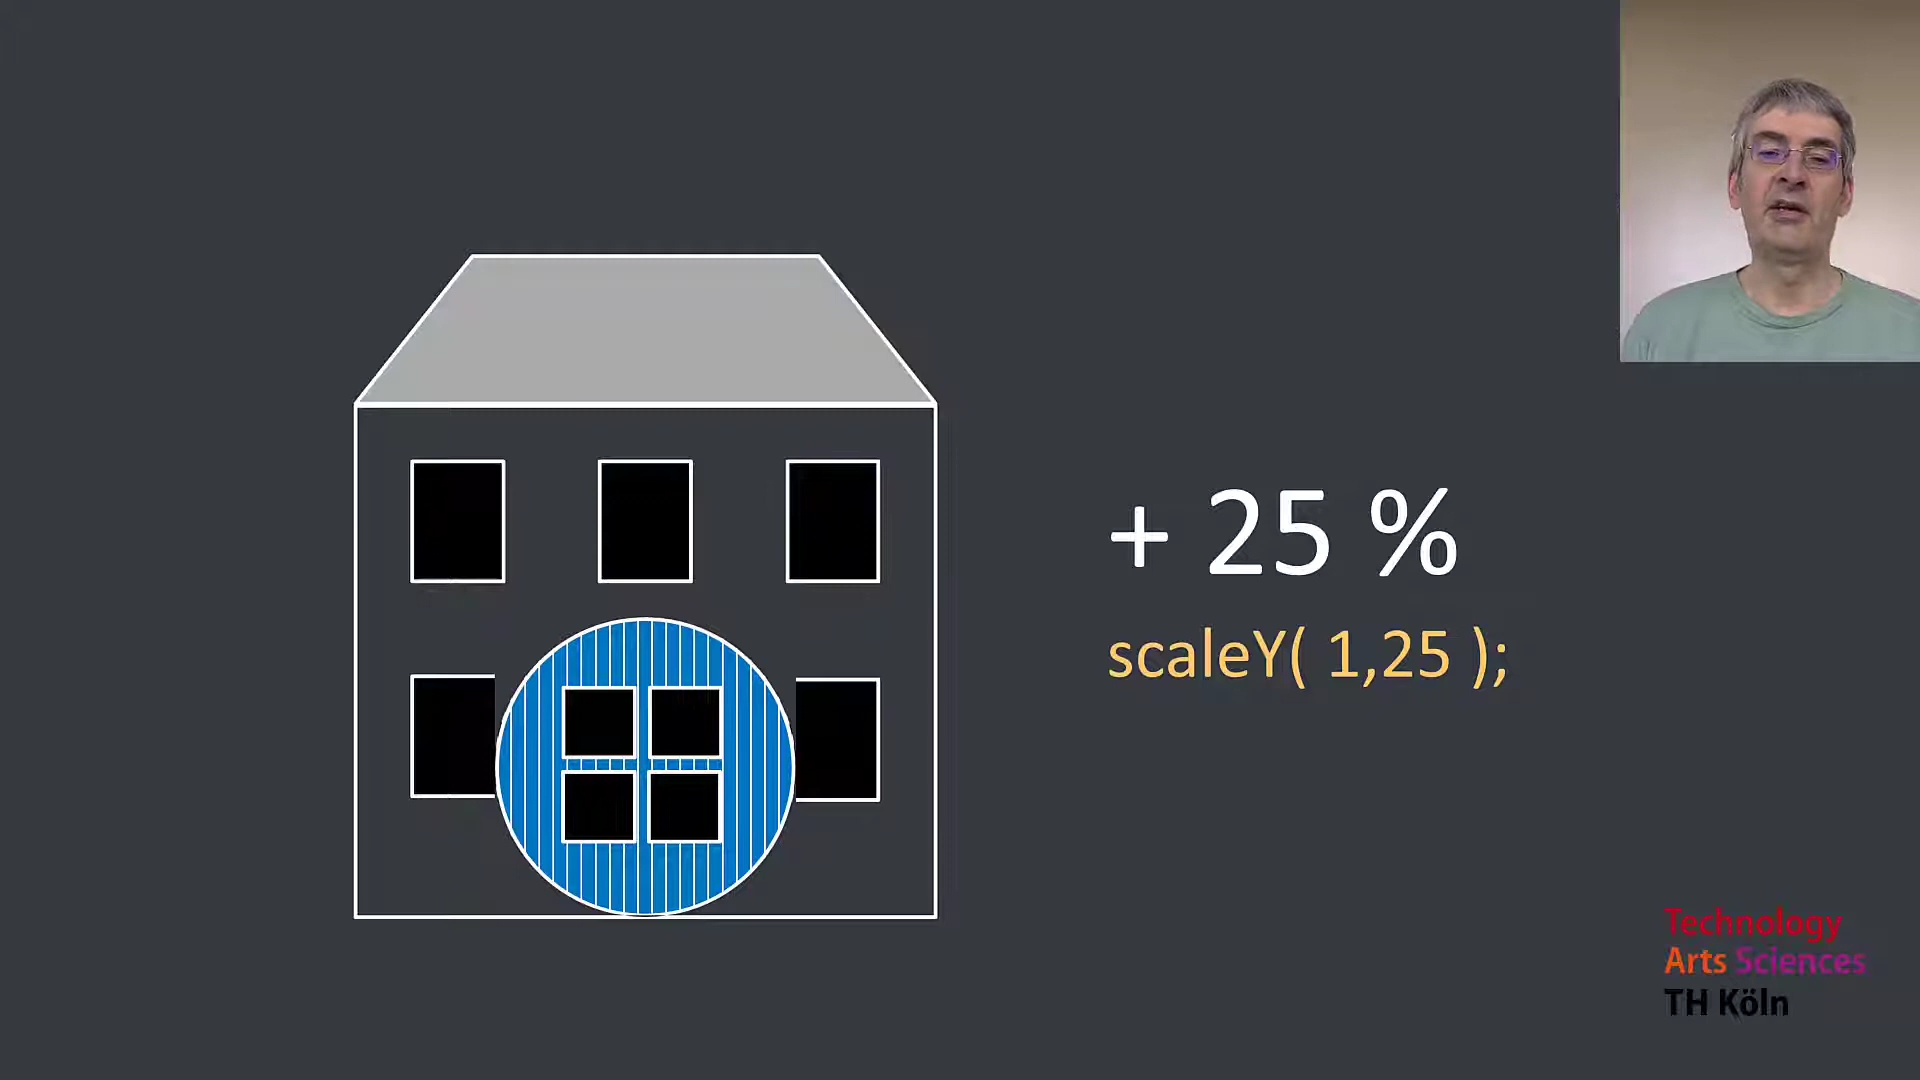 + 25 %
scaleY( 1,25 );
Technology
Arts Sciences
TH Köln